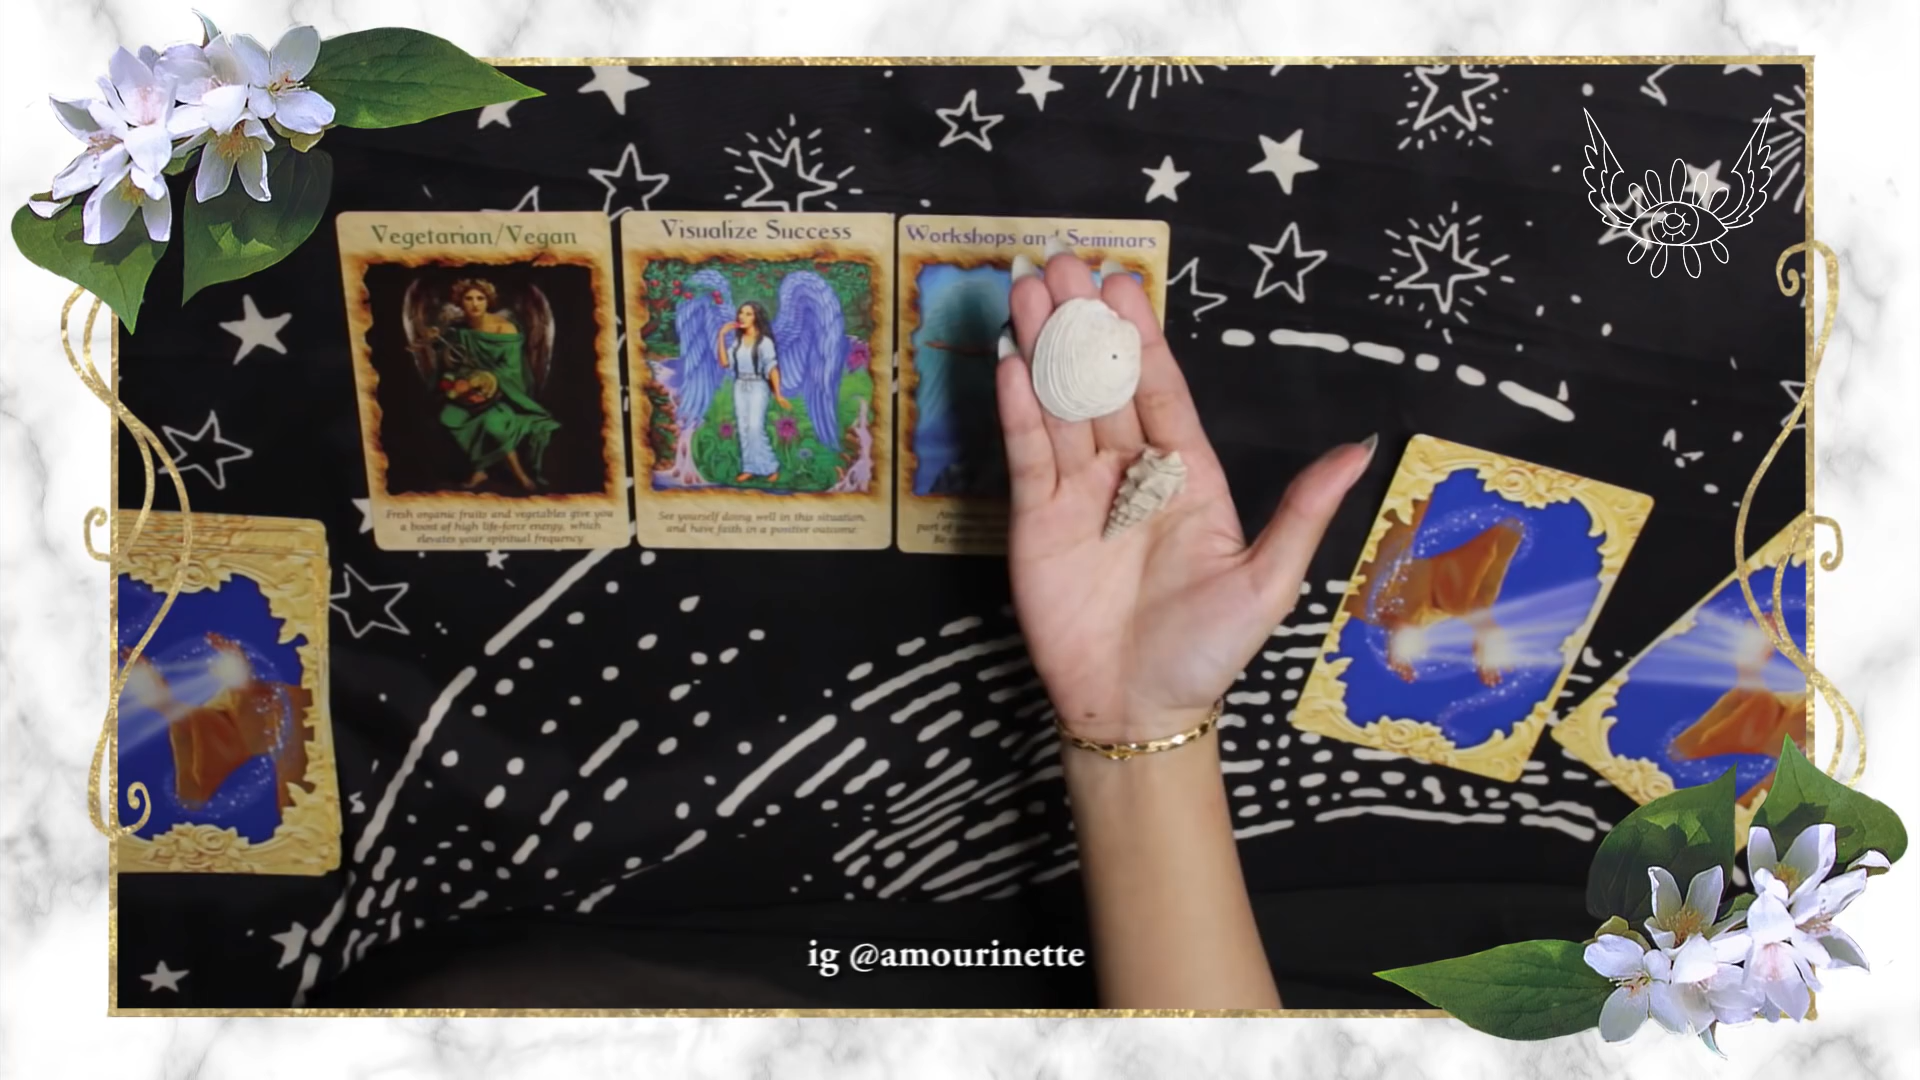 Vegetarian/Vegan
Fresh organic fruits and vegetables give you
a boost of high life-force energy, which
elevates your spiritual frequency
Visualize Success
See yourself doing well in this situation,
and have faith in a positive outcome
Workshops and Seminars
part of
ig @amourinette